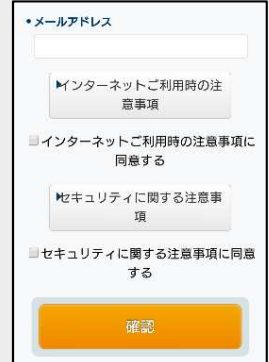 •メールアドレス
インターネットご利用時の注
意事項
インターネットご利用時の注意事項に
同意する
セキュリティに関する注意事
項
セキュリティに関する注意事項に同意
する
確認